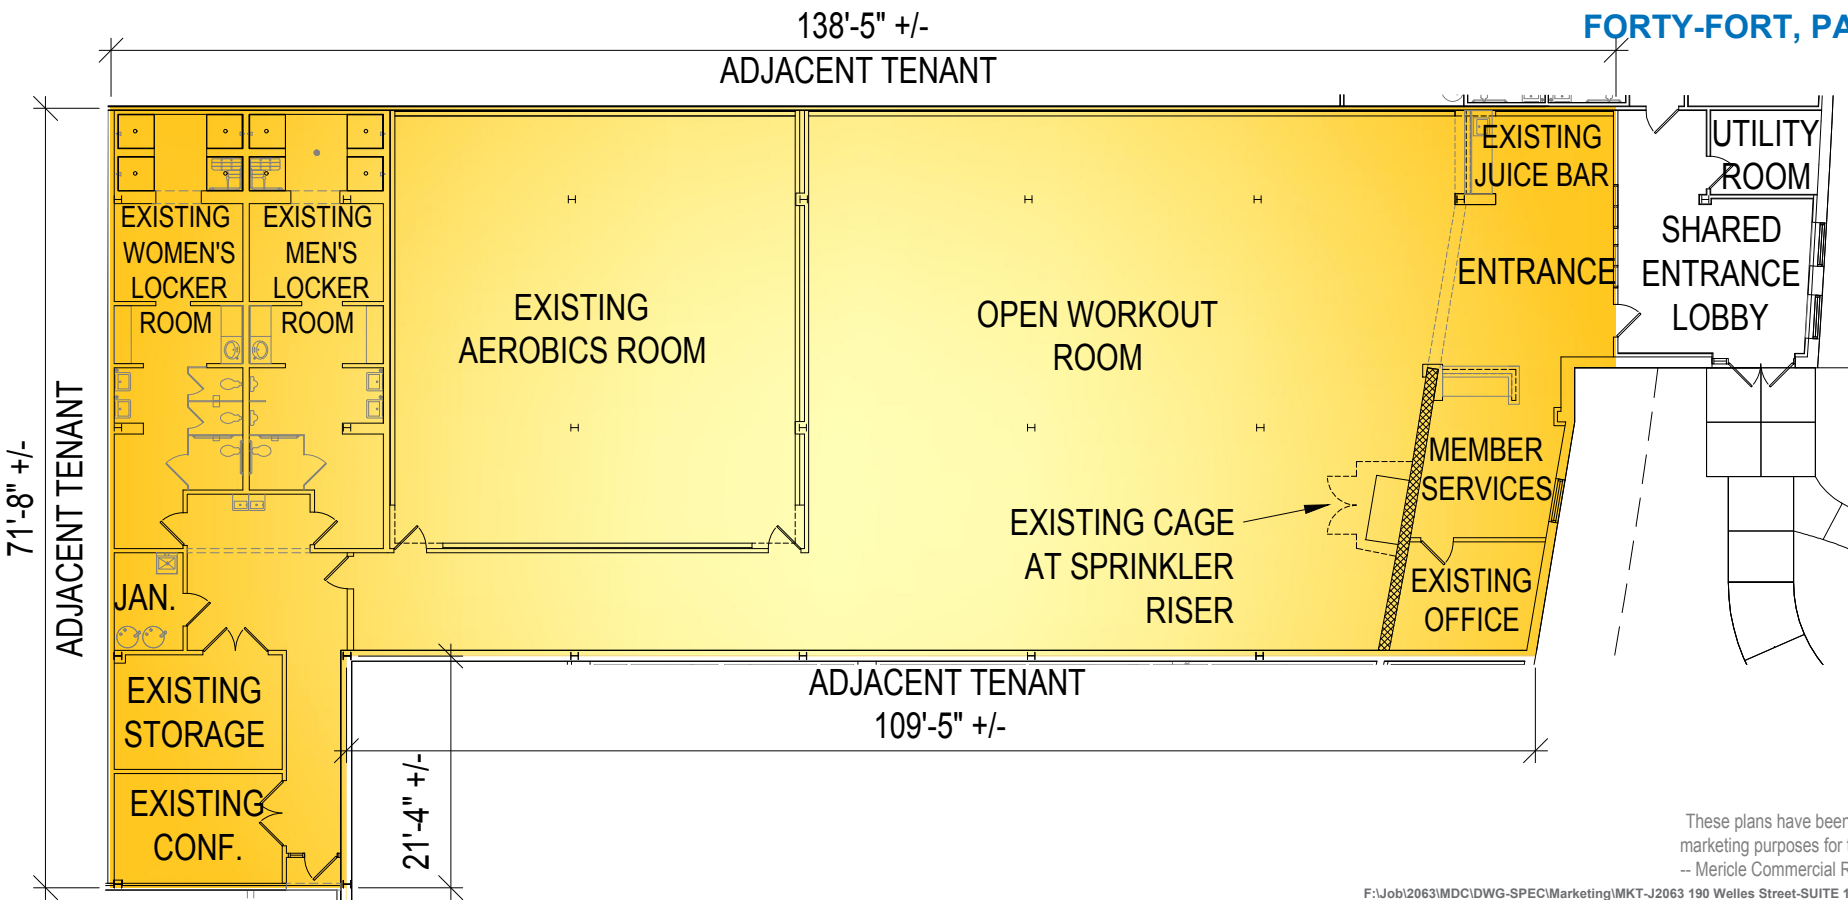 138'-5" +/-
FORTY-FORT, PA
ADJACENT TENANT
EXISTING
JUICE BAR
UTILITY
ROOM
EXISTING
WOMEN'S
LOCKER
ROOM
EXISTING
MEN'S
LOCKER
ROOM
SHARED
ENTRANCE
LOBBY
ENTRANCE
EXISTING
AEROBICS ROOM
OPEN WORKOUT
ROOM
71'-8" +/-
ADJACENT TENANT
MEMBER
SERVICES
EXISTING CAGE
AT SPRINKLER
RISER
EXISTING
OFFICE
JAN.
EXISTING
STORAGE
ADJACENT TENANT
109'-5" +/-
21'-4" +/-
EXISTING
CONF.
These plans have been
marketing purposes for
-- Mericle Commercial
F:\Job\2063\MDC\DWG-SPEC\Marketing\MKT-J2063 190 Welles Street-SUITE 1